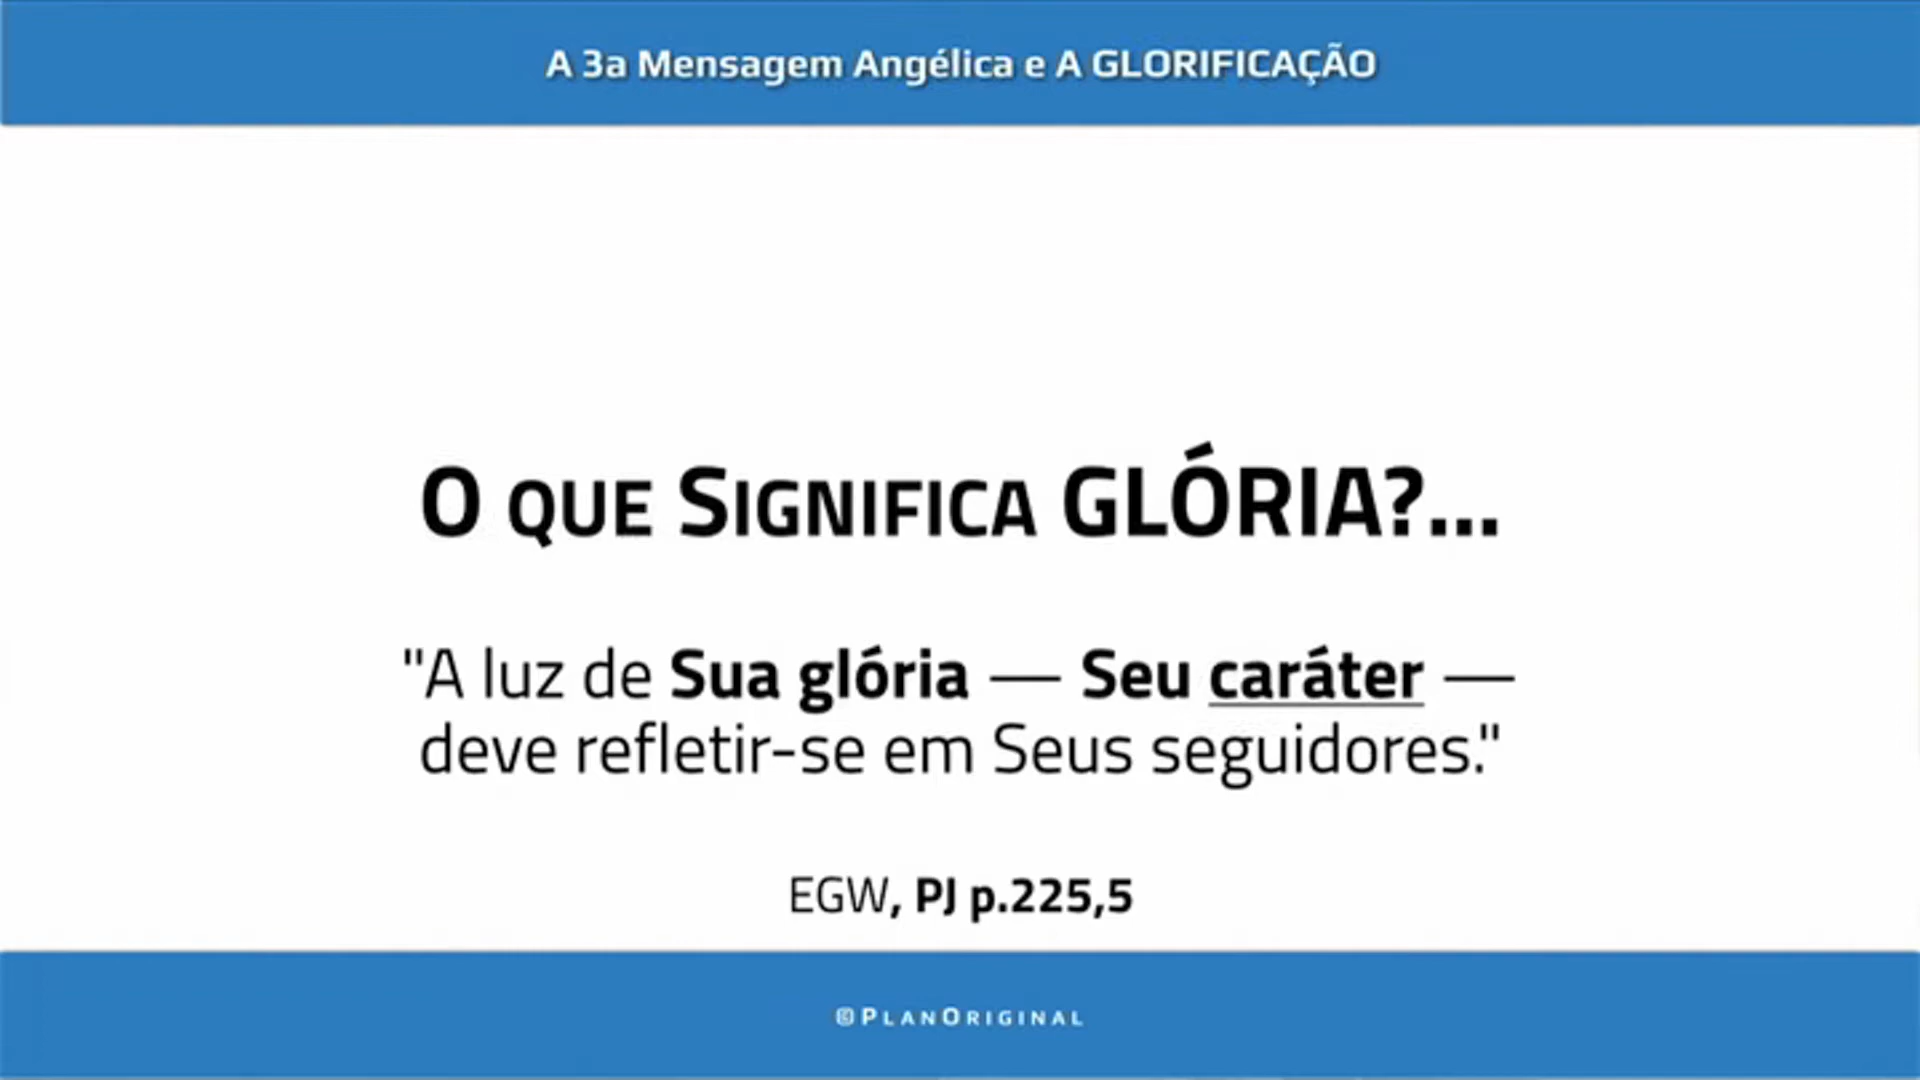 A 3a Mensagem Angélica e A GLORIFICAÇÃO
O QUE SIGNIFICA GLÓRIA?...
"A luz de Sua glória — Seu caráter —
deve refletir-se em Seus seguidores."
EGW, PJ p.225,5
@PLANORIGINAL